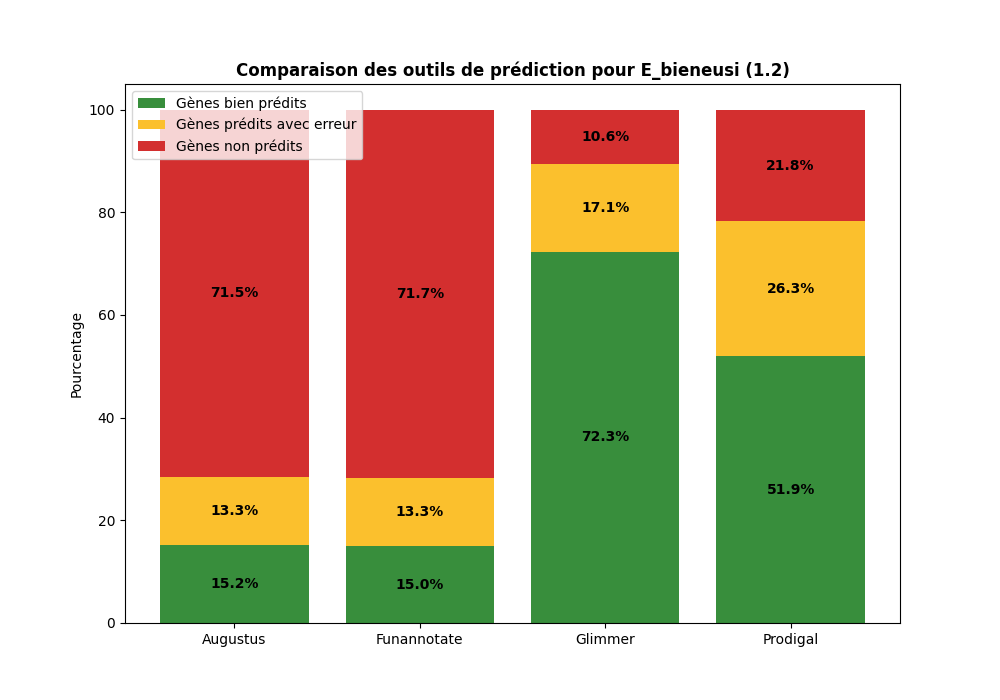 Comparaison des outils de prédiction pour E_bieneusi (1.2)
Gènes bien prédits
Gènes prédits avec erreur
Gènes non prédits
Pourcentage
100
80
60
40
20
0
71.5%
13.3%
15.2%
71.7%
13.3%
15.0%
10.6%
17.1%
72.3%
21.8%
26.3%
51.9%
Augustus
Funannotate
Glimmer
Prodigal